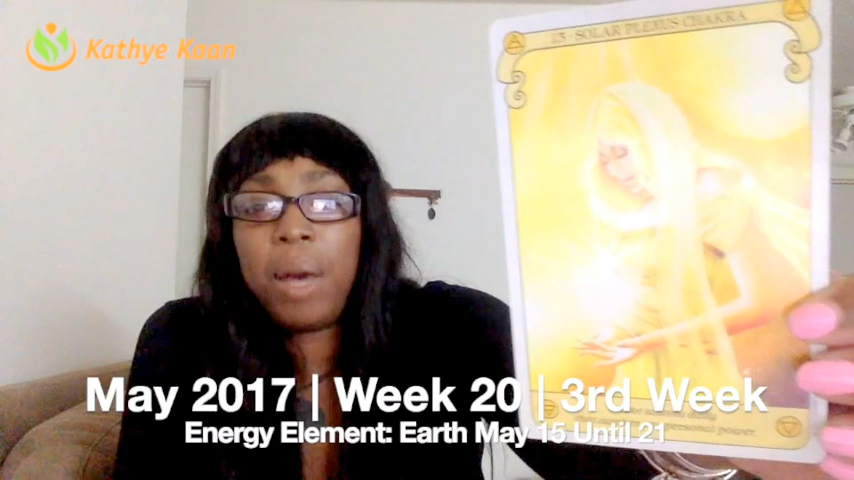 Kathye Kaan
13 - SOLAR PLEXUS CHAKRA
May 2017 | Week 20 | 3rd Week
Energy Element: Earth May 15 Until 21
personal power.